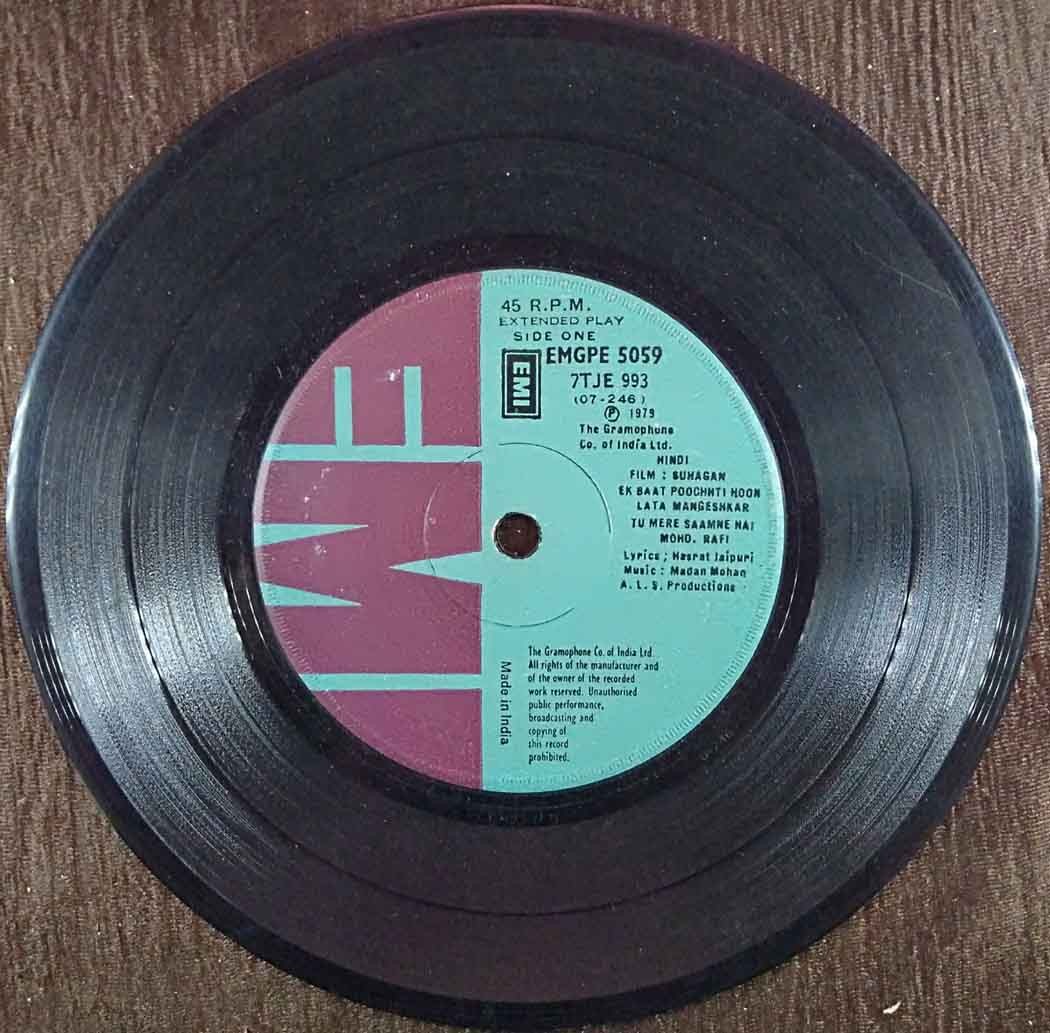 45 R.P.M.
EXTENDED PLAY
SIDE ONE
EMI
EMGPE 5059
7TJE 993
(07-246)
Ⓟ 1979
The Gramophone
Co. of India Ltd.
HINDI
FILM : SUHAGAN
EK BAAT POOCHHTI HOON
LATA MANGESHKAR
TU MERE SAAMNE HAI
MOHD. RAFI
Lyrics ; Hasrat Jaipuri
Music : Madan Mohan
A. L. S. Productions
The Gramophone Co. of India Ltd.
All rights of the manufacturer and
of the owner of the recorded
work reserved. Unauthorised
public performance,
broadcasting and
copying of
this record
prohibited.
Made in India
EMI